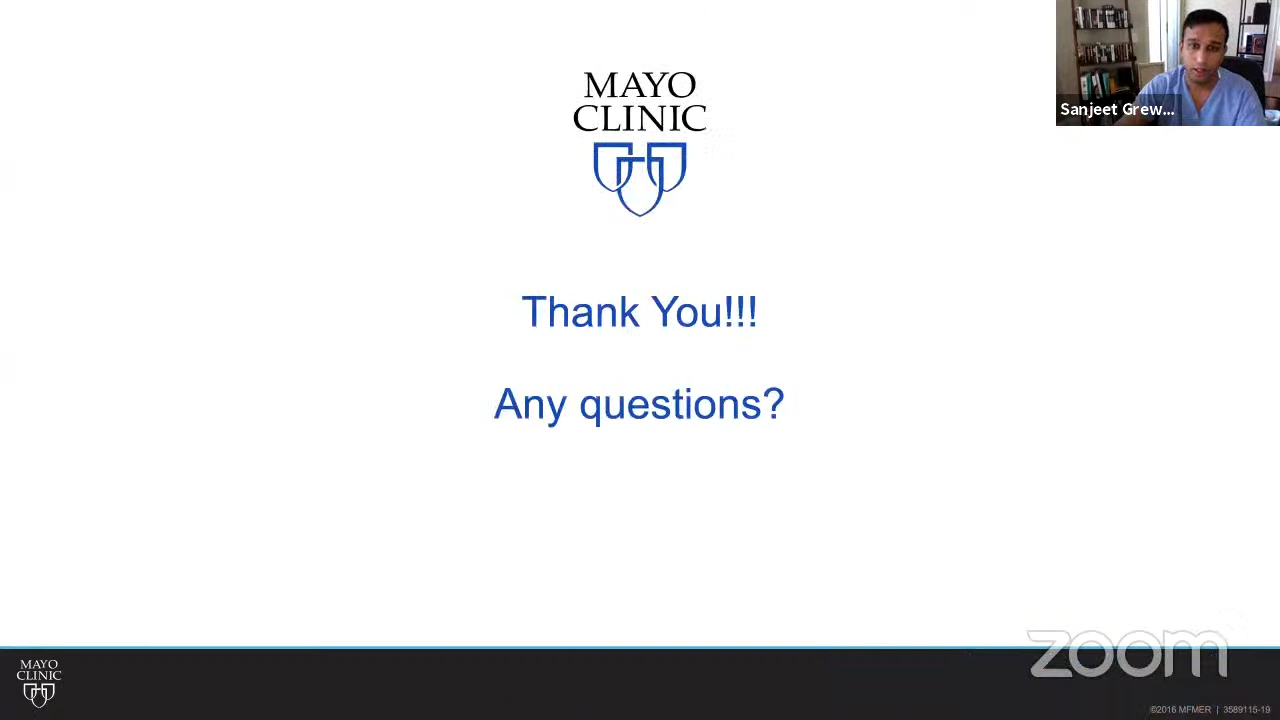 Sanjeet Grew...
MAYO
CLINIC
Thank You!!!
Any questions?
zoom
MAYO
CLINIC
©2016 MFMER | 3589115-19